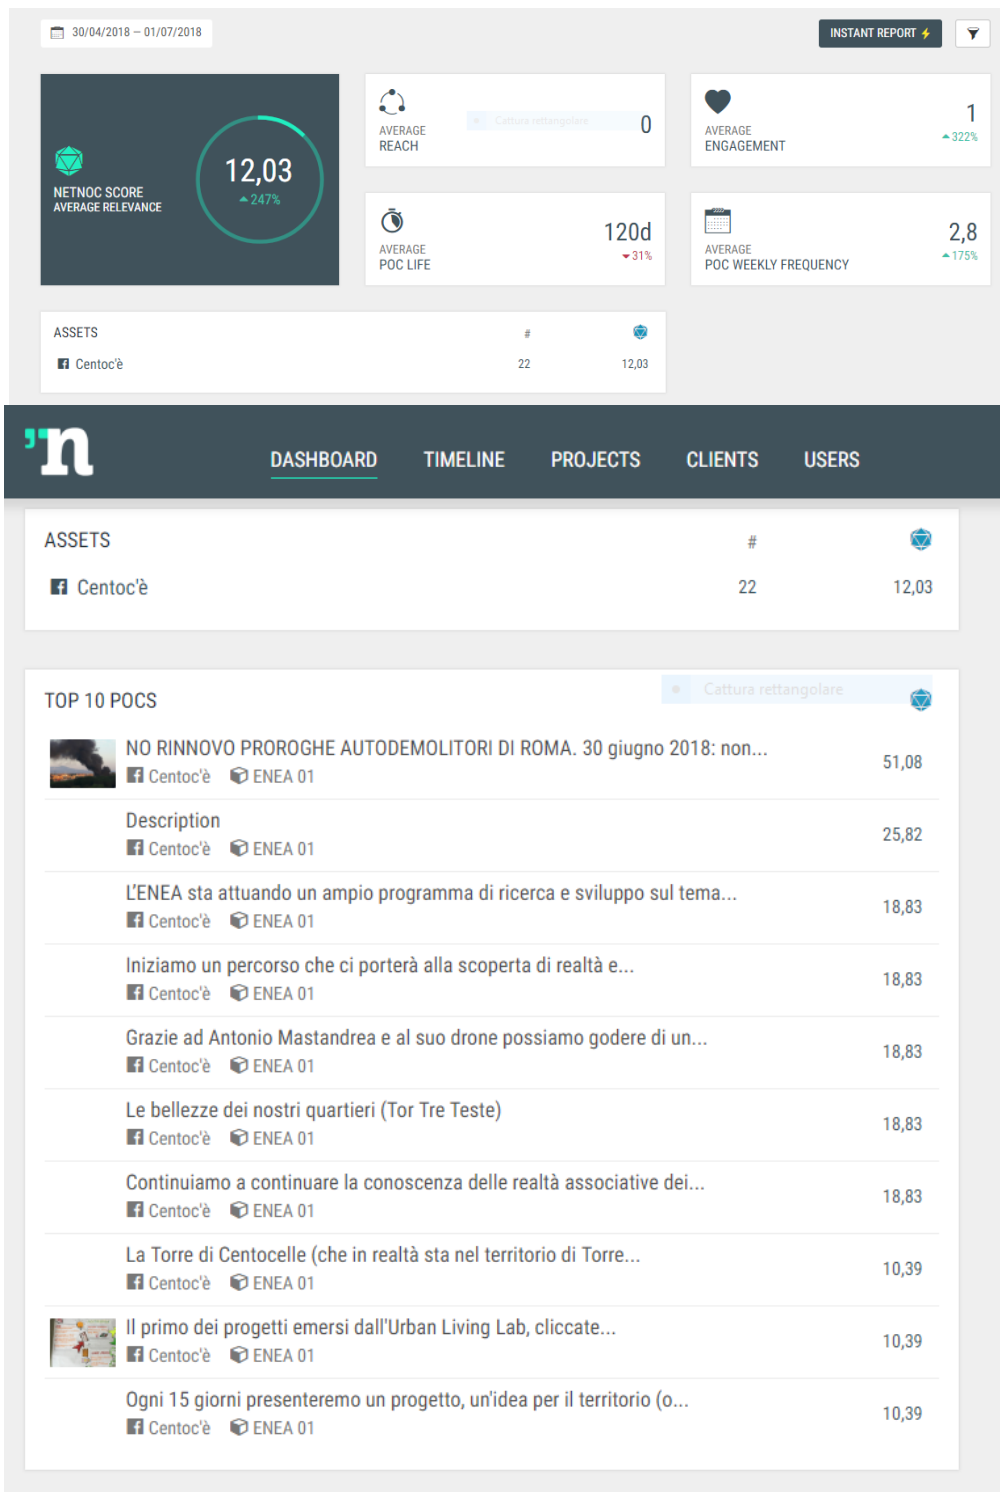 30/04/2018 – 01/07/2018
INSTANT REPORT
NETNOC SCORE
AVERAGE RELEVANCE
12,03
247%
AVERAGE
REACH
Cattura rettangolare
0
AVERAGE
ENGAGEMENT
1
322%
AVERAGE
POC LIFE
120d
31%
AVERAGE
POC WEEKLY FREQUENCY
2,8
175%
ASSETS #
Centoc'è 22 12,03
"n
DASHBOARD TIMELINE PROJECTS CLIENTS USERS
ASSETS #
Centoc'è 22 12,03
TOP 10 POCS Cattura rettangolare
NO RINNOVO PROROGHE AUTODEMOLITORI DI ROMA. 30 giugno 2018: non...
Centoc'è ENEA 01
51,08
Description
Centoc'è ENEA 01
25,82
L'ENEA sta attuando un ampio programma di ricerca e sviluppo sul tema...
Centoc'è ENEA 01
18,83
Iniziamo un percorso che ci porterà alla scoperta di realtà e...
Centoc'è ENEA 01
18,83
Grazie ad Antonio Mastandrea e al suo drone possiamo godere di un...
Centoc'è ENEA 01
18,83
Le bellezze dei nostri quartieri (Tor Tre Teste)
Centoc'è ENEA 01
18,83
Continuiamo a continuare la conoscenza delle realtà associative dei...
Centoc'è ENEA 01
18,83
La Torre di Centocelle (che in realtà sta nel territorio di Torre...
Centoc'è ENEA 01
10,39
Il primo dei progetti emersi dall'Urban Living Lab, cliccate...
Centoc'è ENEA 01
10,39
Ogni 15 giorni presenteremo un progetto, un'idea per il territorio (o...
Centoc'è ENEA 01
10,39